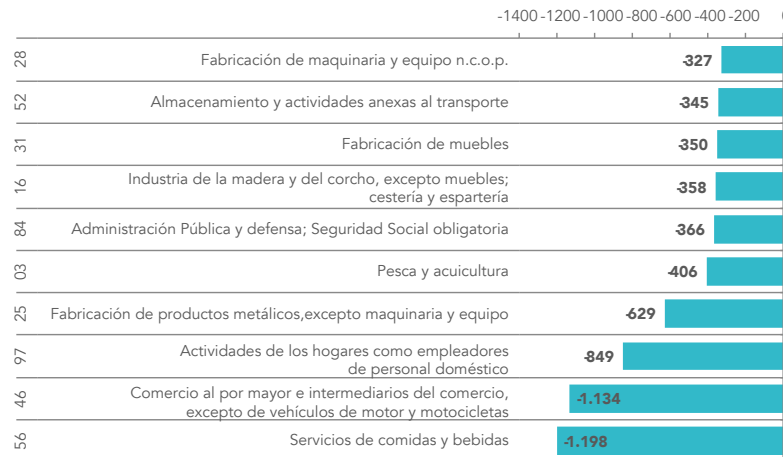 -1400 -1200 -1000 -800 -600 -400 -200 0
28 Fabricación de maquinaria y equipo n.c.o.p. -327
52 Almacenamiento y actividades anexas al transporte -345
31 Fabricación de muebles -350
16 Industria de la madera y del corcho, excepto muebles;
cestería y espartería -358
84 Administración Pública y defensa; Seguridad Social obligatoria -366
03 Pesca y acuicultura -406
25 Fabricación de productos metálicos,excepto maquinaria y equipo -629
97 Actividades de los hogares como empleadores
de personal doméstico -849
46 Comercio al por mayor e intermediarios del comercio,
excepto de vehículos de motor y motocicletas -1.134
56 Servicios de comidas y bebidas -1.198